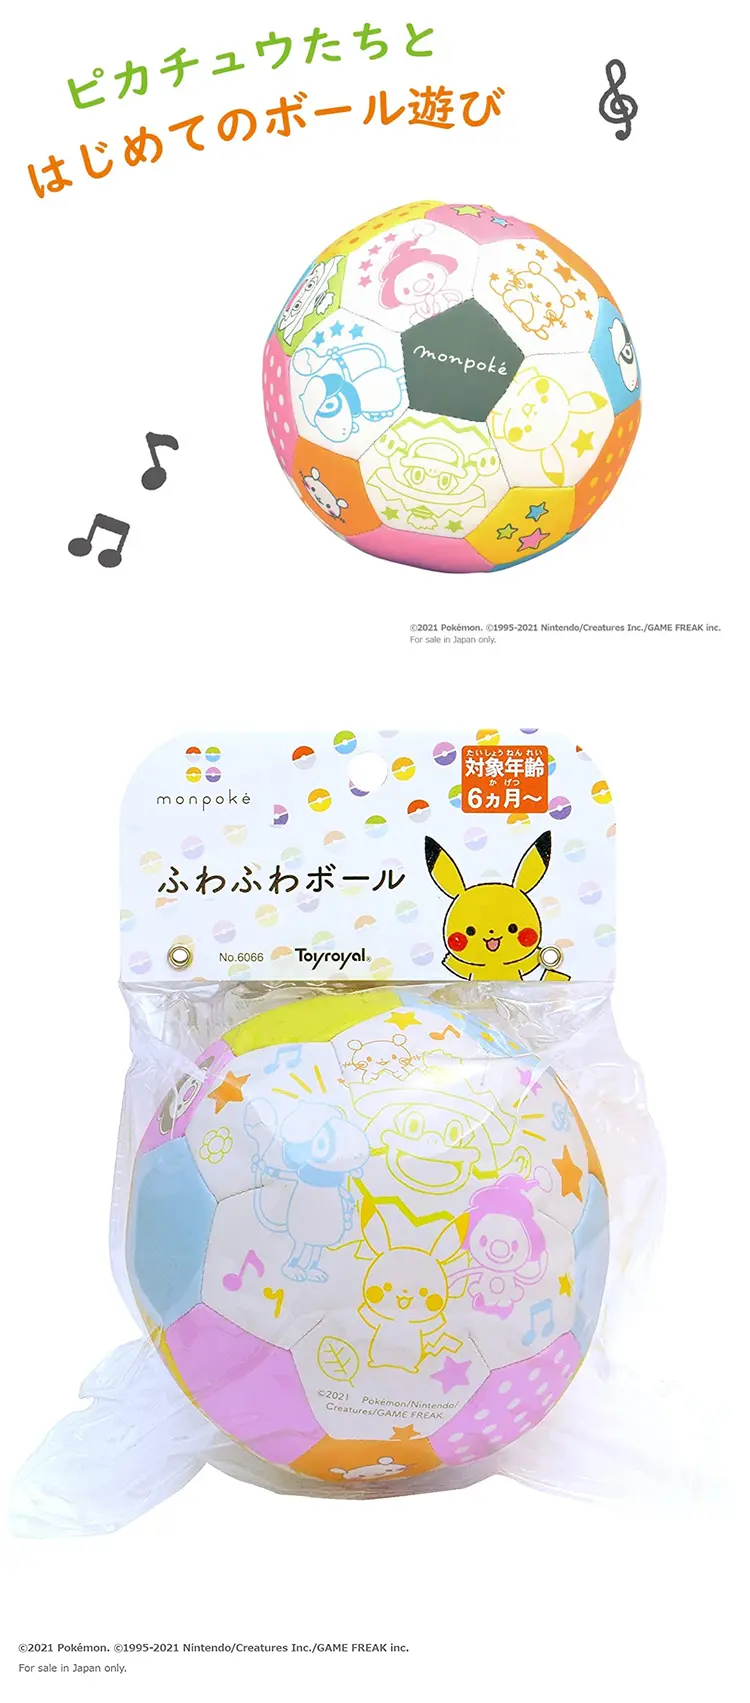 ピカチュウたちと
はじめてのボール遊び
monpoké
©2021 Pokémon. ©1995-2021 Nintendo/Creatures Inc./GAME FREAK inc.
For sale in Japan only.
monpoké
たいしょうねんれい
対象年齢
かげつ
6ヵ月～
ふわふわボール
No.6066 Toyroyal®
©2021 Pokémon/Nintendo/
Creatures/GAME FREAK
©2021 Pokémon. ©1995-2021 Nintendo/Creatures Inc./GAME FREAK inc.
For sale in Japan only.